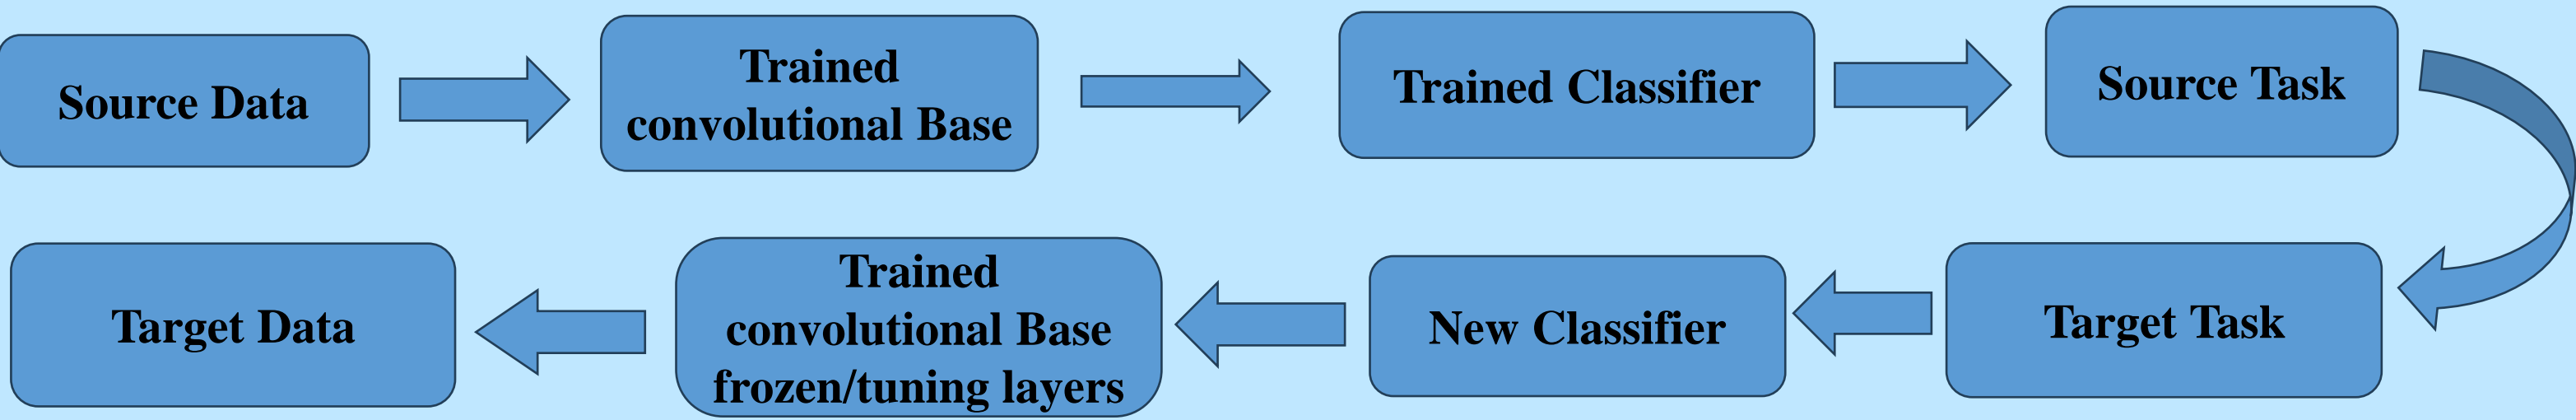 Source Data
Trained
convolutional Base
Trained Classifier
Source Task
Target Data
Trained
convolutional Base
frozen/tuning layers
New Classifier
Target Task